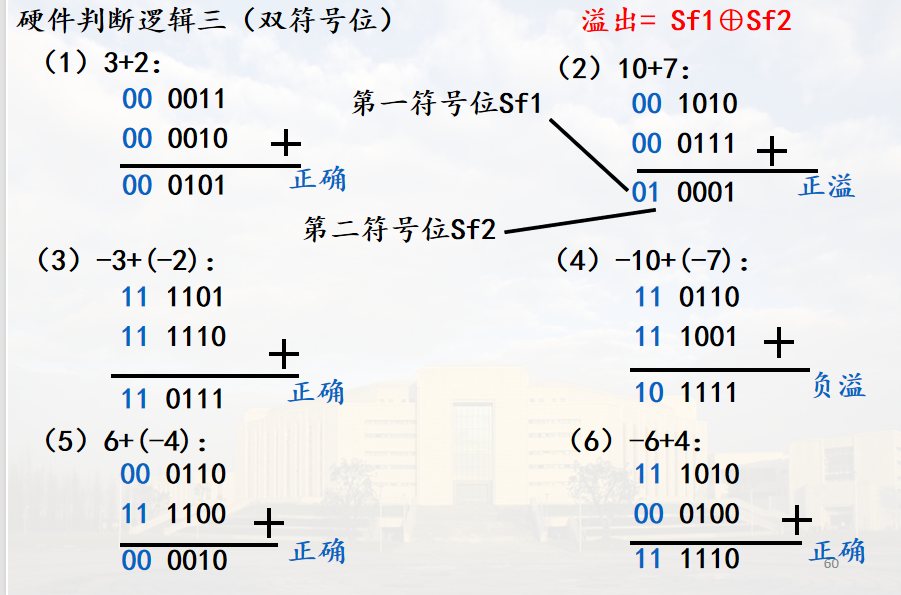 硬件判断逻辑三（双符号位）
溢出= Sf1⊕Sf2
（1）3+2:
00 0011
00 0010 +
00 0101 正确
（2）10+7:
第一符号位Sf1
00 1010
00 0111 +
01 0001 正溢
第二符号位Sf2
（3）-3+(-2):
11 1101
11 1110 +
11 0111 正确
（4）-10+(-7):
11 0110
11 1001 +
10 1111 负溢
（5）6+(-4):
00 0110
11 1100 +
00 0010 正确
（6）-6+4:
11 1010
00 0100 +
11 1110 正确
60